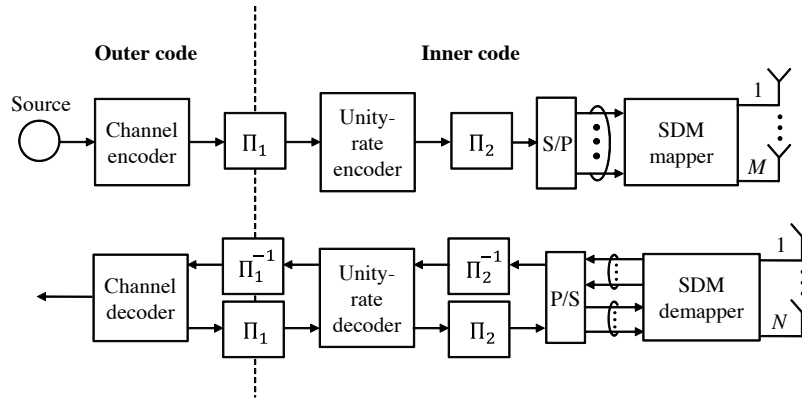 Outer code
Inner code
Source
Channel
encoder
Π₁
Unity-
rate
encoder
Π₂
S/P
SDM
mapper
1
M
Channel
decoder
Π₁⁻¹
Π₁
Unity-
rate
decoder
Π₂⁻¹
Π₂
P/S
SDM
demapper
1
N